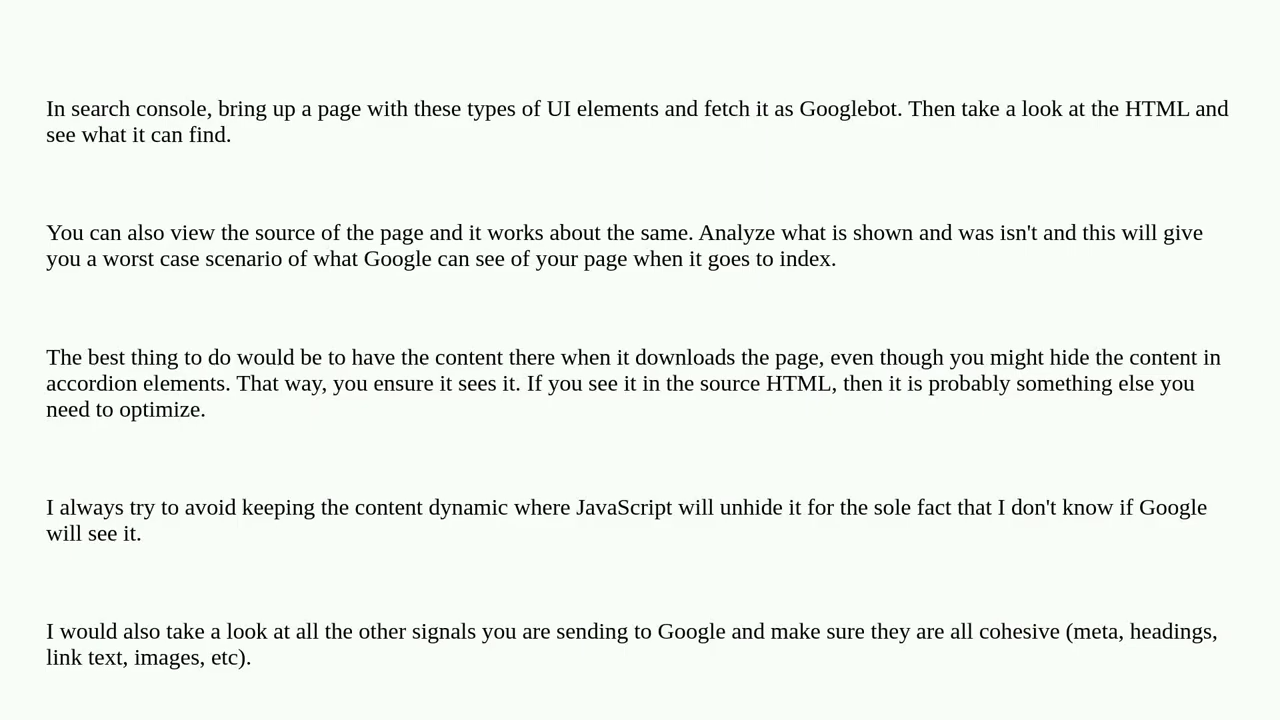 In search console, bring up a page with these types of UI elements and fetch it as Googlebot. Then take a look at the HTML and
see what it can find.
You can also view the source of the page and it works about the same. Analyze what is shown and was isn't and this will give
you a worst case scenario of what Google can see of your page when it goes to index.
The best thing to do would be to have the content there when it downloads the page, even though you might hide the content in
accordion elements. That way, you ensure it sees it. If you see it in the source HTML, then it is probably something else you
need to optimize.
I always try to avoid keeping the content dynamic where JavaScript will unhide it for the sole fact that I don't know if Google
will see it.
I would also take a look at all the other signals you are sending to Google and make sure they are all cohesive (meta, headings,
link text, images, etc).